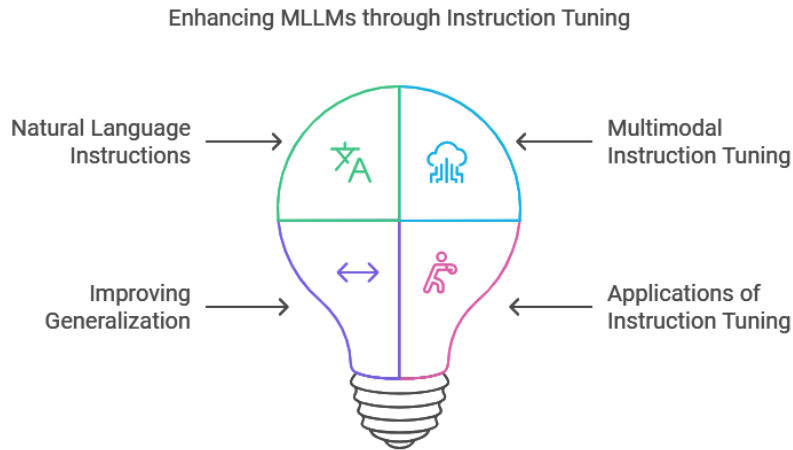 Enhancing MLLMs through Instruction Tuning
Natural Language
Instructions
Multimodal
Instruction Tuning
Improving
Generalization
Applications of
Instruction Tuning